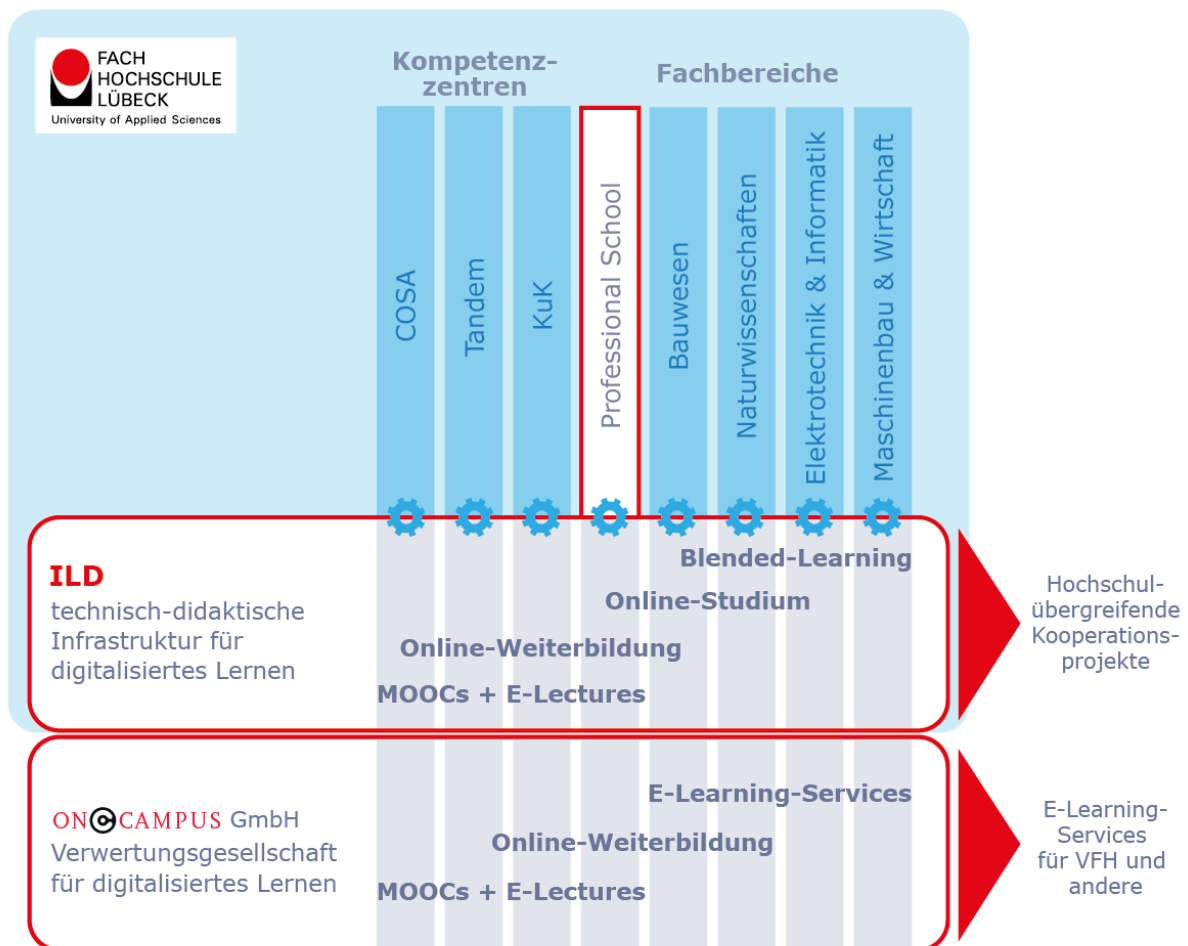 FACH
HOCHSCHULE
LÜBECK
University of Applied Sciences
Kompetenz-
zentren
Fachbereiche
COSA
Tandem
KuK
Professional School
Bauwesen
Naturwissenschaften
Elektrotechnik & Informatik
Maschinenbau & Wirtschaft
ILD
technisch-didaktische
Infrastruktur für
digitalisiertes Lernen
Blended-Learning
Online-Studium
Online-Weiterbildung
MOOCs + E-Lectures
Hochschul-
übergreifende
Kooperations-
projekte
ON CAMPUS GmbH
Verwertungsgesellschaft
für digitalisiertes Lernen
E-Learning-Services
Online-Weiterbildung
MOOCs + E-Lectures
E-Learning-
Services
für VFH und
andere